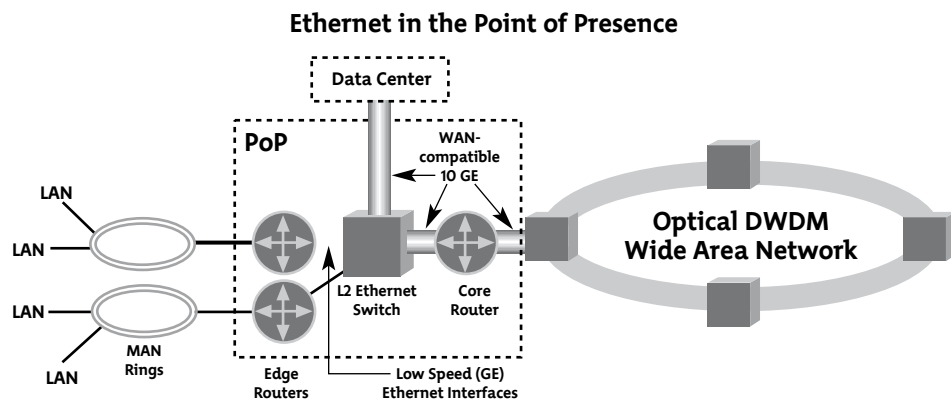 Ethernet in the Point of Presence
Data Center
PoP
WAN-
compatible
10 GE
LAN
LAN
LAN
LAN
MAN
Rings
Edge
Routers
L2 Ethernet
Switch
Core
Router
Low Speed (GE)
Ethernet Interfaces
Optical DWDM
Wide Area Network